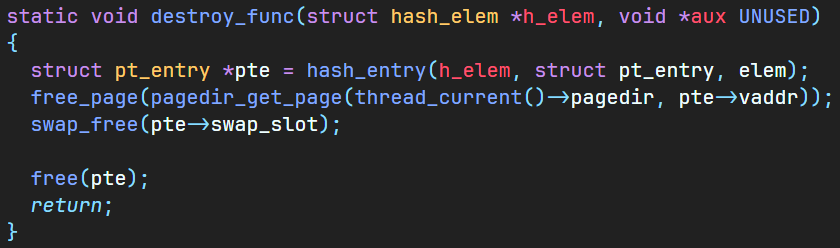 static void destroy_func(struct hash_elem *h_elem, void *aux UNUSED)
{
  struct pt_entry *pte = hash_entry(h_elem, struct pt_entry, elem);
  free_page(pagedir_get_page(thread_current()->pagedir, pte->vaddr));
  swap_free(pte->swap_slot);

  free(pte);
  return;
}